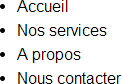 Accueil
Nos services
A propos
Nous contacter